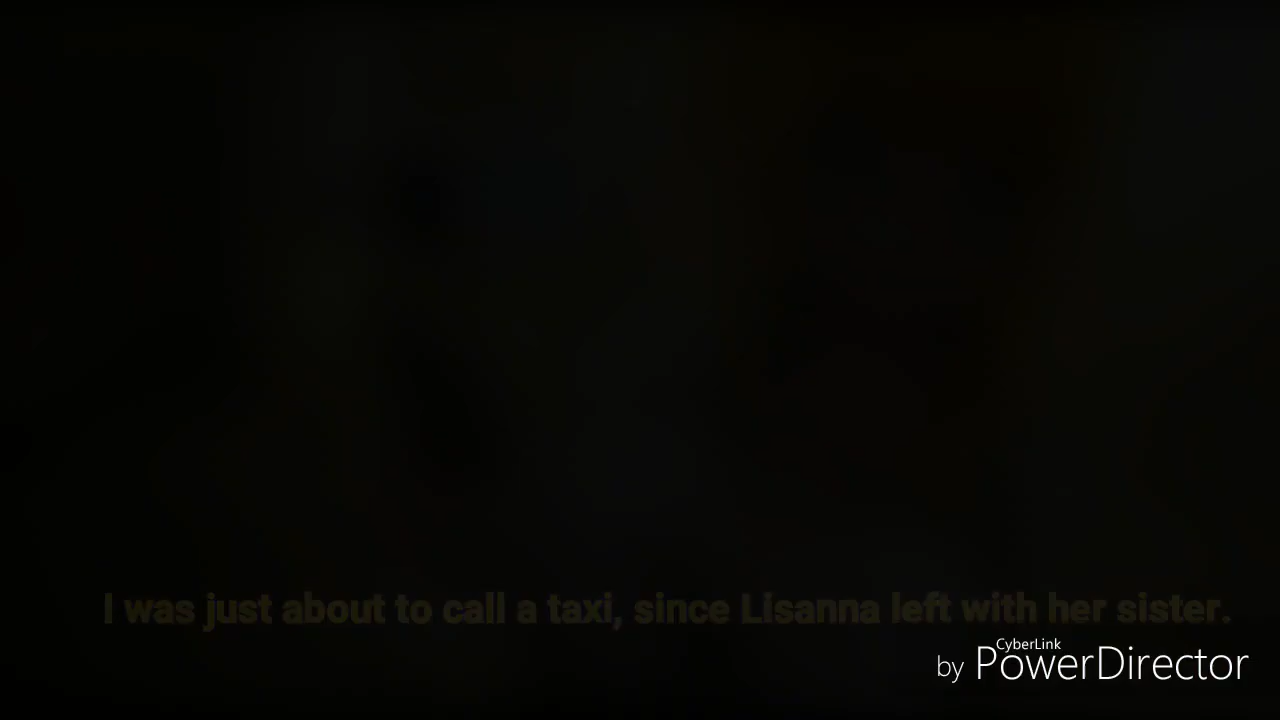 I was just about to call a taxi, since Lisanna left with her sister.
CyberLink
by PowerDirector